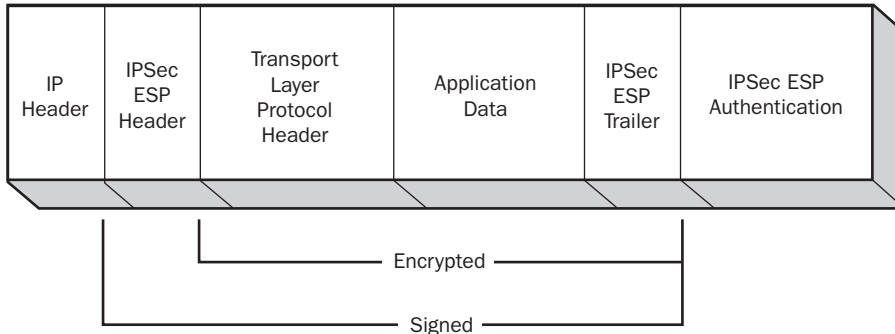 IP
Header
IPSec
ESP
Header
Transport
Layer
Protocol
Header
Application
Data
IPSec
ESP
Trailer
IPSec ESP
Authentication
Encrypted
Signed